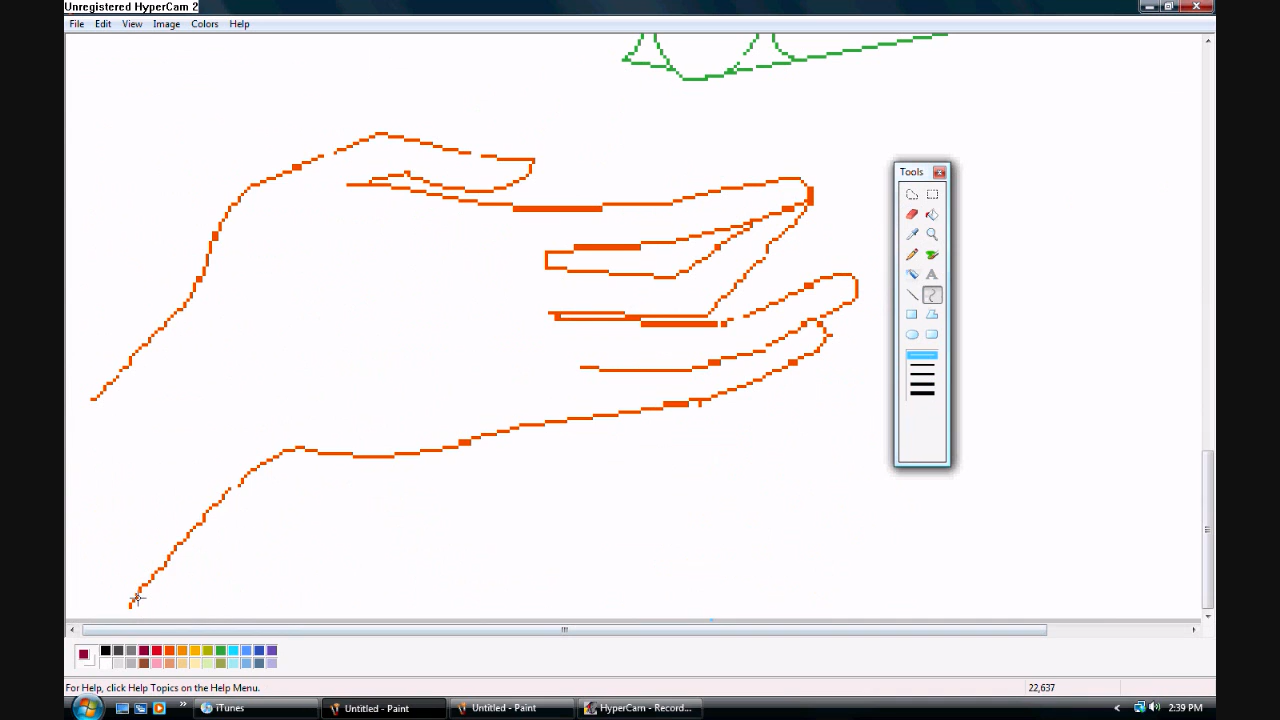 Unregistered HyperCam 2
File Edit View Image Colors Help
Tools
A
For Help, click Help Topics on the Help Menu.
22,637
iTunes
Untitled - Paint
Untitled - Paint
HyperCam - Record...
2:39 PM